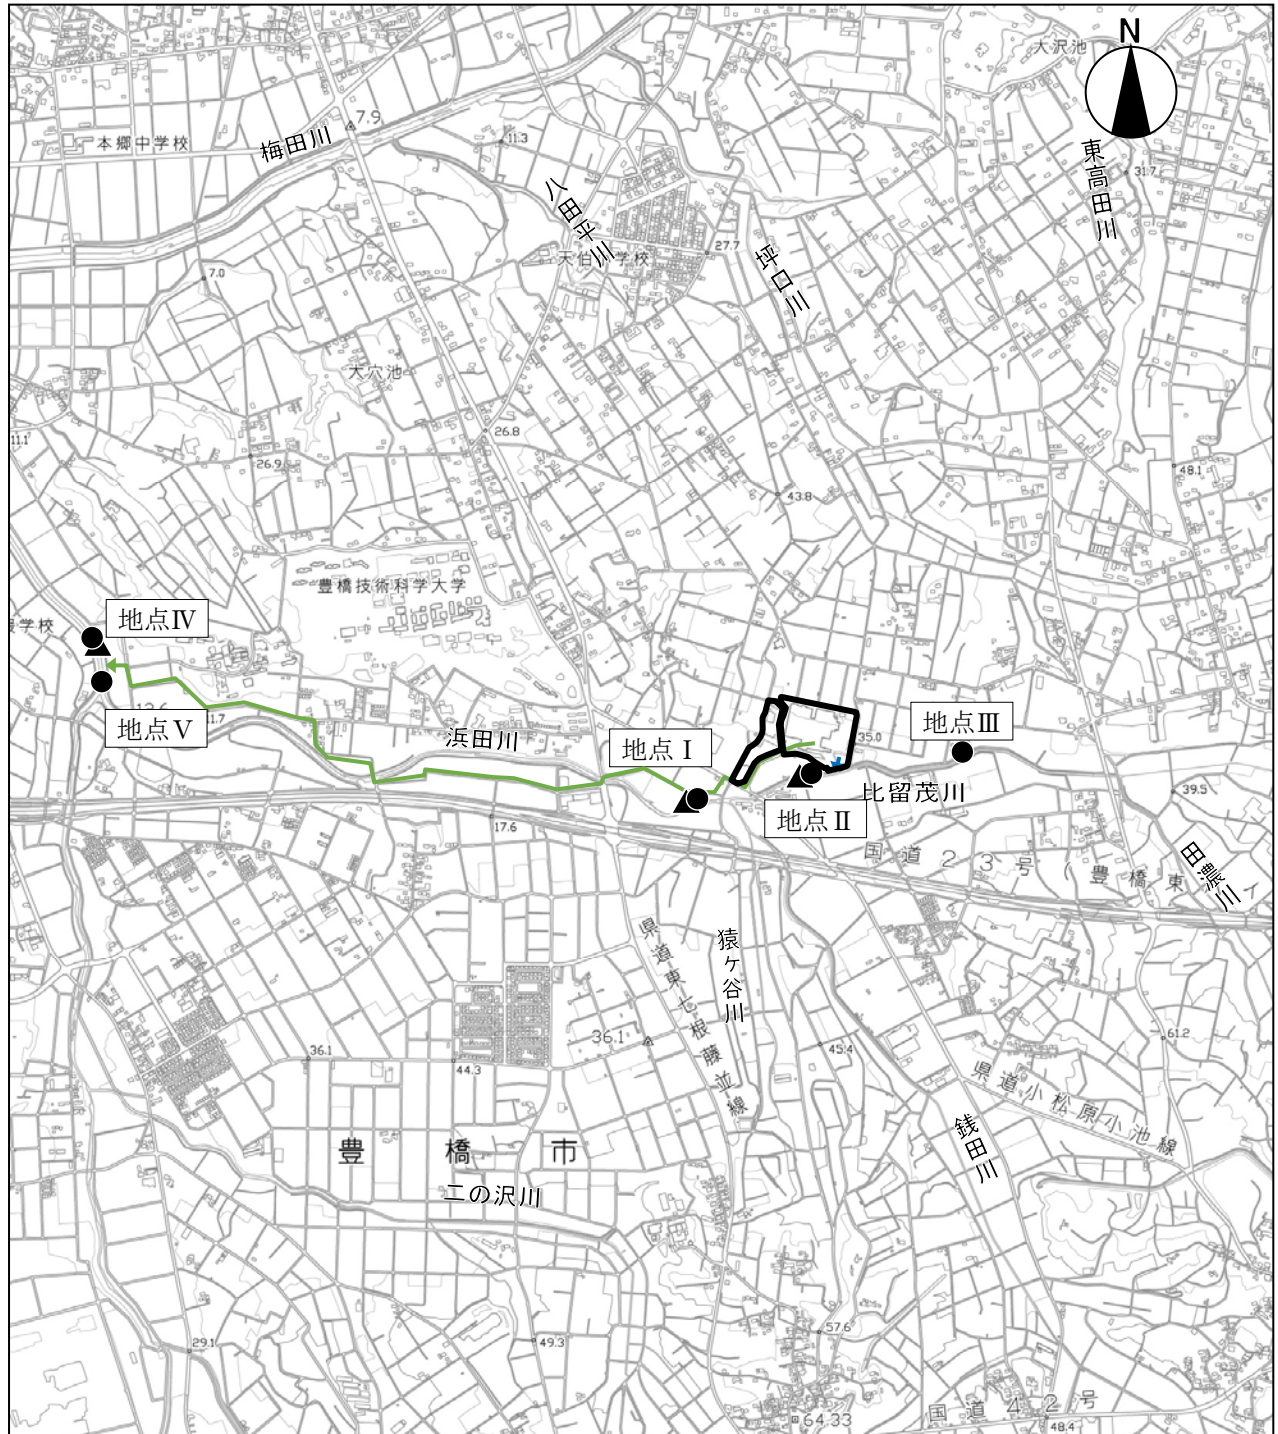 N
大沢池
7.9
梅田川
本郷中学校
11.3
東高田川
31.7
八田平川
27.7
坪口川
7.0
大穴池
11.1
26.8
26.9
48.1
43.8
豊橋技術科学大学
地点Ⅳ
地点Ⅴ
11.7
浜田川
地点Ⅰ
35.0
地点Ⅲ
比留茂川
39.5
地点Ⅱ
17.6
国道23号(豊橋東
田濃川
県道東七根藤並線
猿ヶ谷川
36.1
45.4
61.2
36.1
44.3
県道小松原小池線
銭田川
豊橋市
二の沢川
29.1
49.3
57.6
64.33
国道42号
48.4